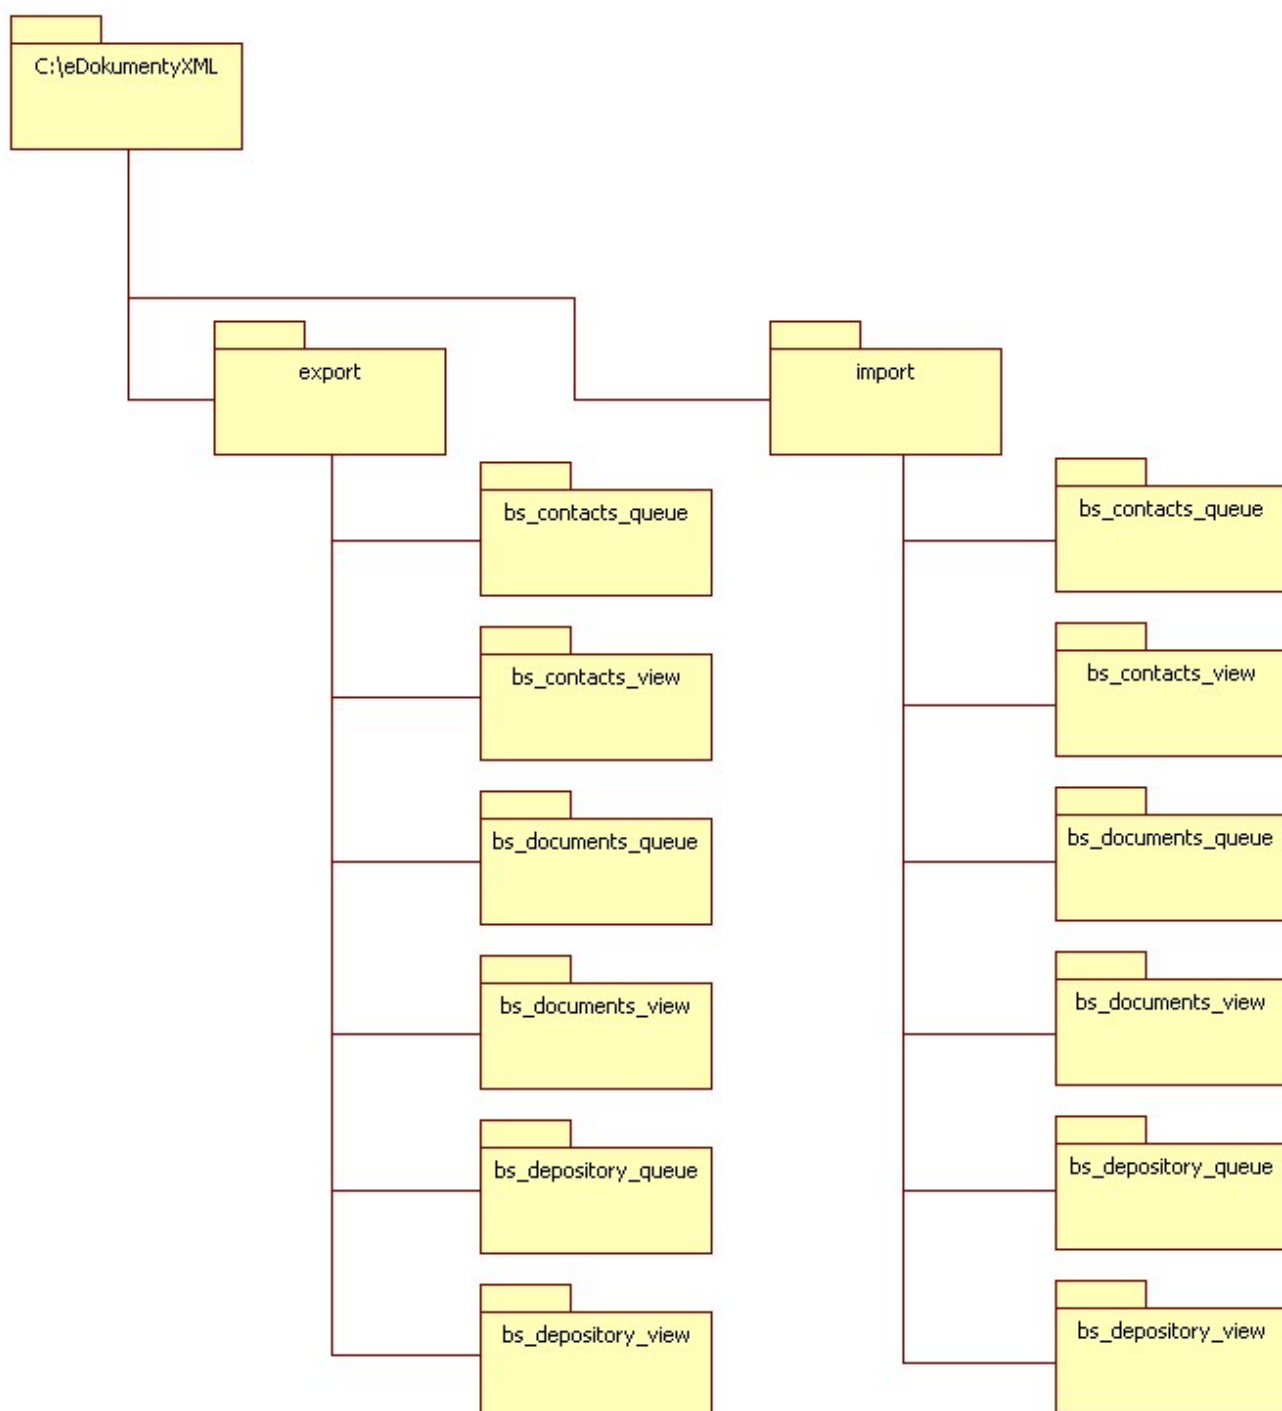 C:\eDokumentyXML
export
import
bs_contacts_queue
bs_contacts_view
bs_documents_queue
bs_documents_view
bs_depository_queue
bs_depository_view
bs_contacts_queue
bs_contacts_view
bs_documents_queue
bs_documents_view
bs_depository_queue
bs_depository_view